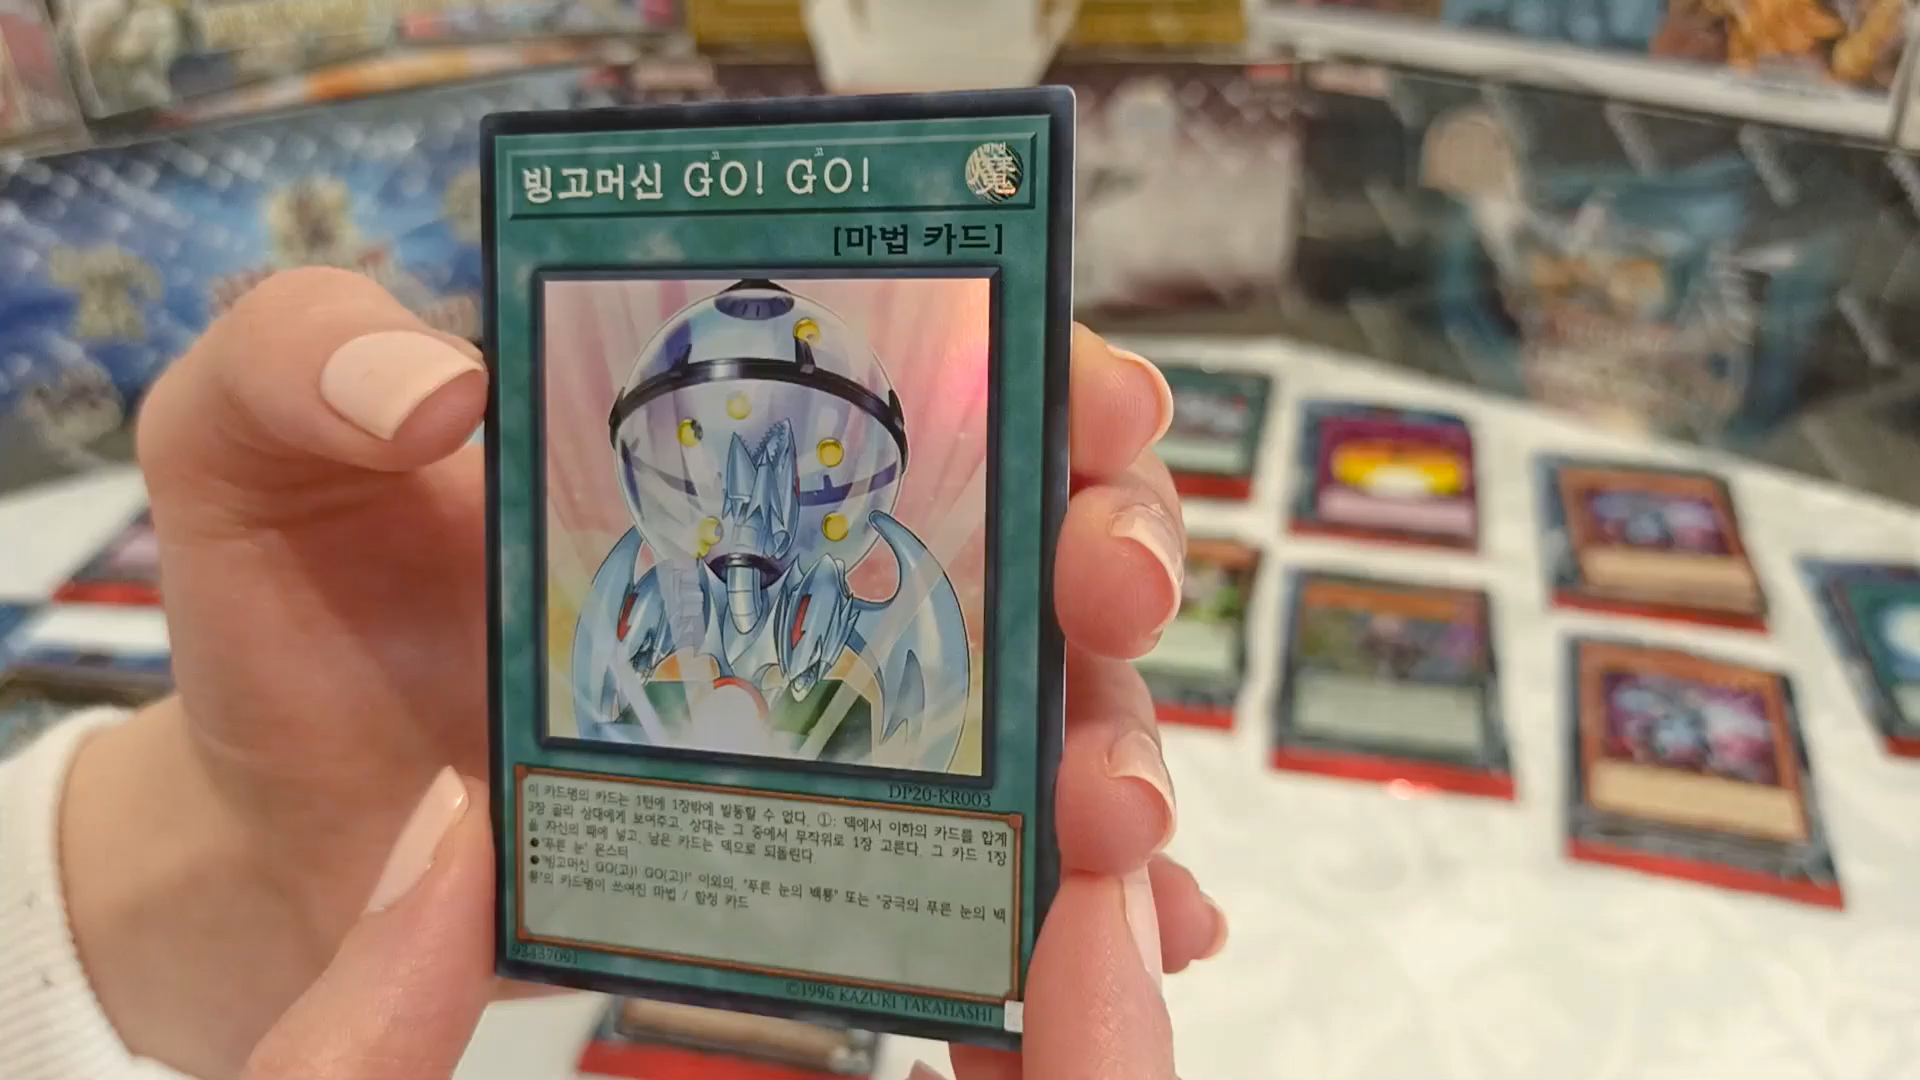 빙고머신 GO! GO!
고 고
마법
魔
[마법 카드]
DP20-KR003
이 카드명의 카드는 1턴에 1장밖에 발동할 수 없다. ①: 덱에서 이하의 카드를 합계
3장 골라 상대에게 보여주고, 상대는 그 중에서 무작위로 1장 고른다. 그 카드 1장
을 자신의 패에 넣고, 남은 카드는 덱으로 되돌린다.
●"푸른 눈" 몬스터
●"빙고머신 GO(고)! GO(고)!" 이외의, "푸른 눈의 백룡" 또는 "궁극의 푸른 눈의 백
룡"의 카드명이 쓰여진 마법 / 함정 카드
93437091
©1996 KAZUKI TAKAHASHI